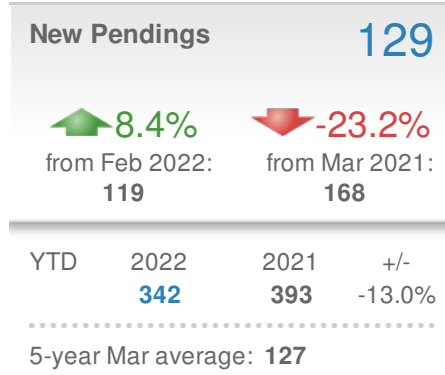 New Pendings 129
8.4% -23.2%
from Feb 2022: from Mar 2021:
119 168
YTD 2022 2021 +/-
342 393 -13.0%
5-year Mar average: 127